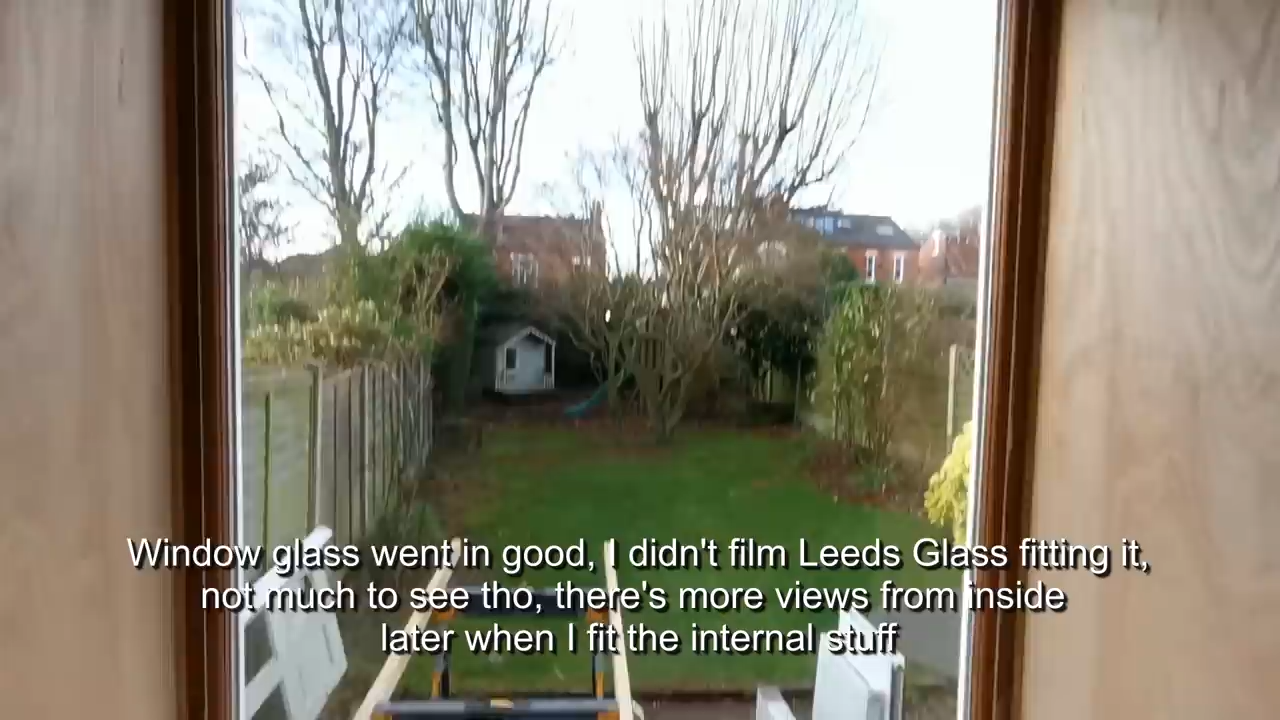 Window glass went in good, I didn't film Leeds Glass fitting it,
not much to see tho, there's more views from inside
later when I fit the internal stuff